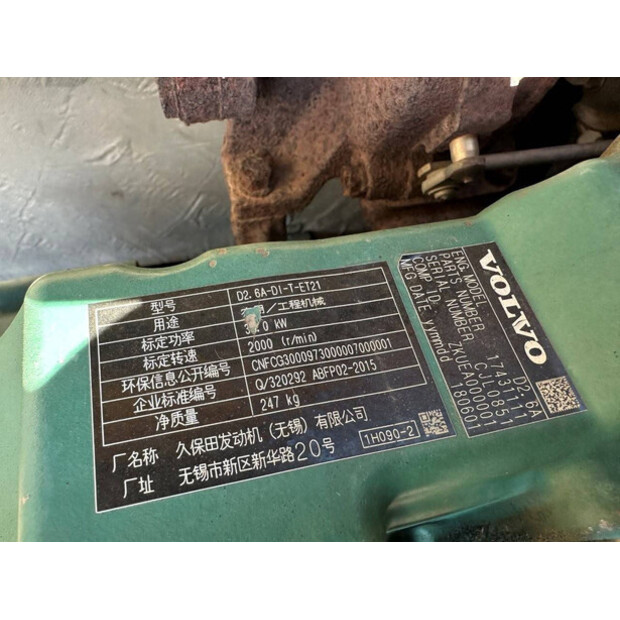 型号 D2.6A-DI-T-ET21
用途 /工程机械
标定功率 kW
标定转速 2000 (r/min)
环保信息公开编号 CNFCG3000973000007000001
企业标准编号 Q/320292 ABFP02-2015
净质量 247 kg
厂名称 久保田发动机(无锡)有限公司
厂址 无锡市新区新华路20号
1H090-2
VOLVO
ENG.MODEL D2.6A
PARTS NUMBER
SERIAL NUMBER CJL0851
COMP ID. ZKUEA000001
MFG DATE yymmdd 180601